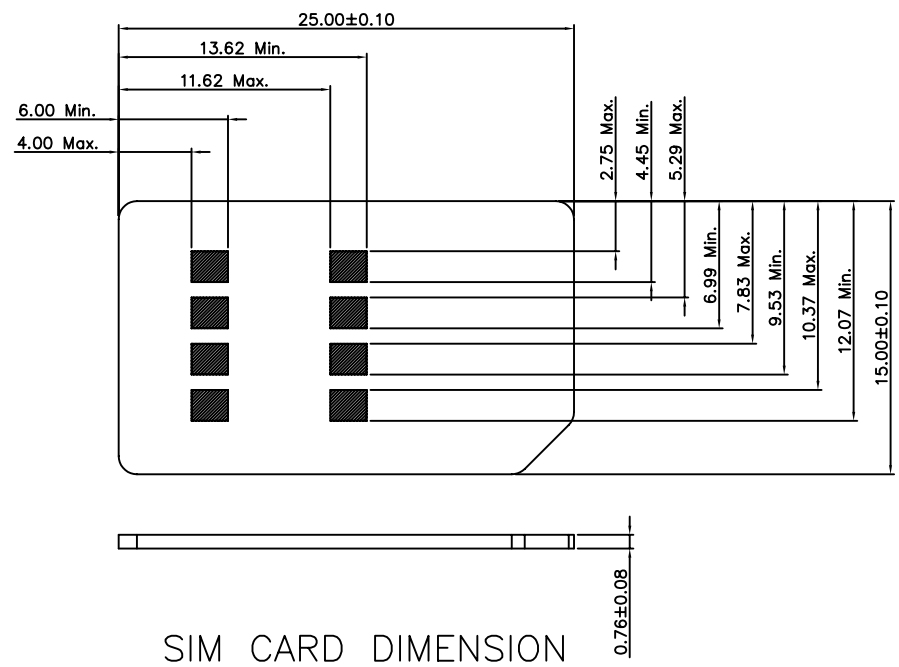 25.00±0.10
13.62 Min.
11.62 Max.
6.00 Min.
4.00 Max.
2.75 Max.
4.45 Min.
5.29 Max.
6.99 Min.
7.83 Max.
9.53 Min.
10.37 Max.
12.07 Min.
15.00±0.10
0.76±0.08
SIM CARD DIMENSION